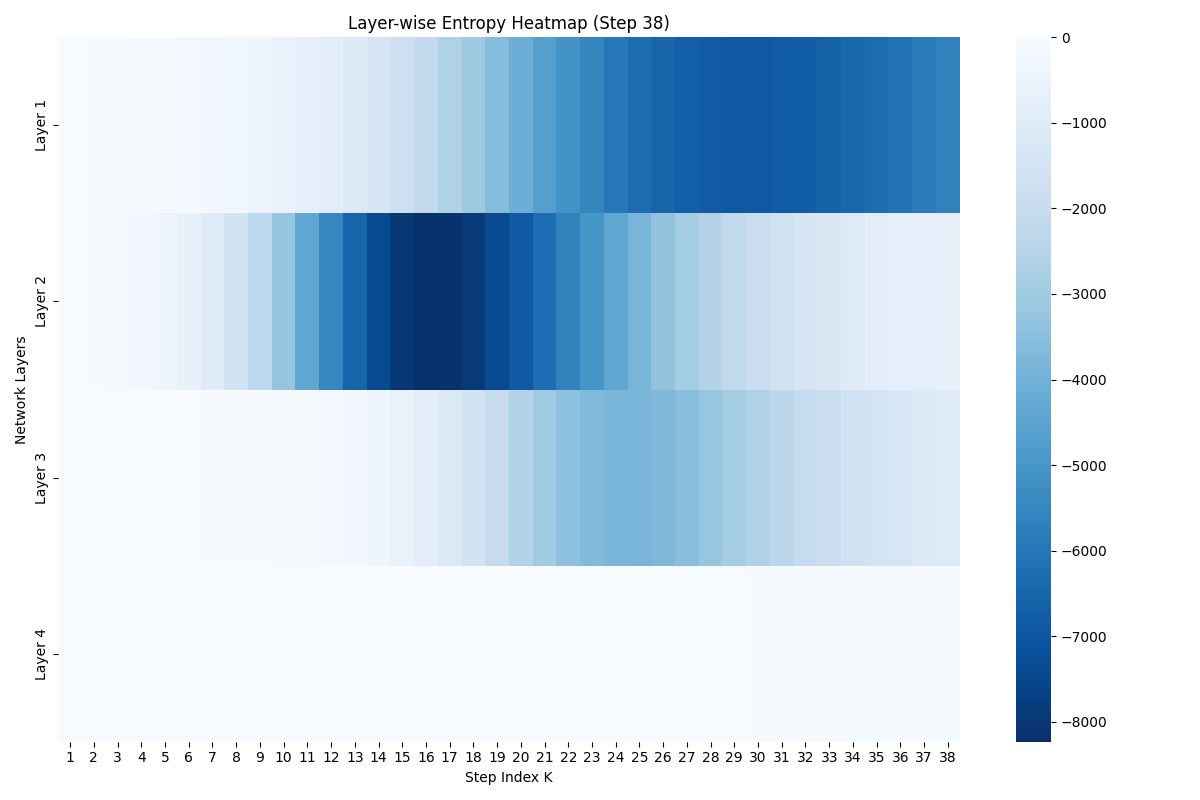 Layer-wise Entropy Heatmap (Step 38)
Network Layers
Layer 1
Layer 2
Layer 3
Layer 4
1 2 3 4 5 6 7 8 9 10 11 12 13 14 15 16 17 18 19 20 21 22 23 24 25 26 27 28 29 30 31 32 33 34 35 36 37 38
Step Index K
0
−1000
−2000
−3000
−4000
−5000
−6000
−7000
−8000